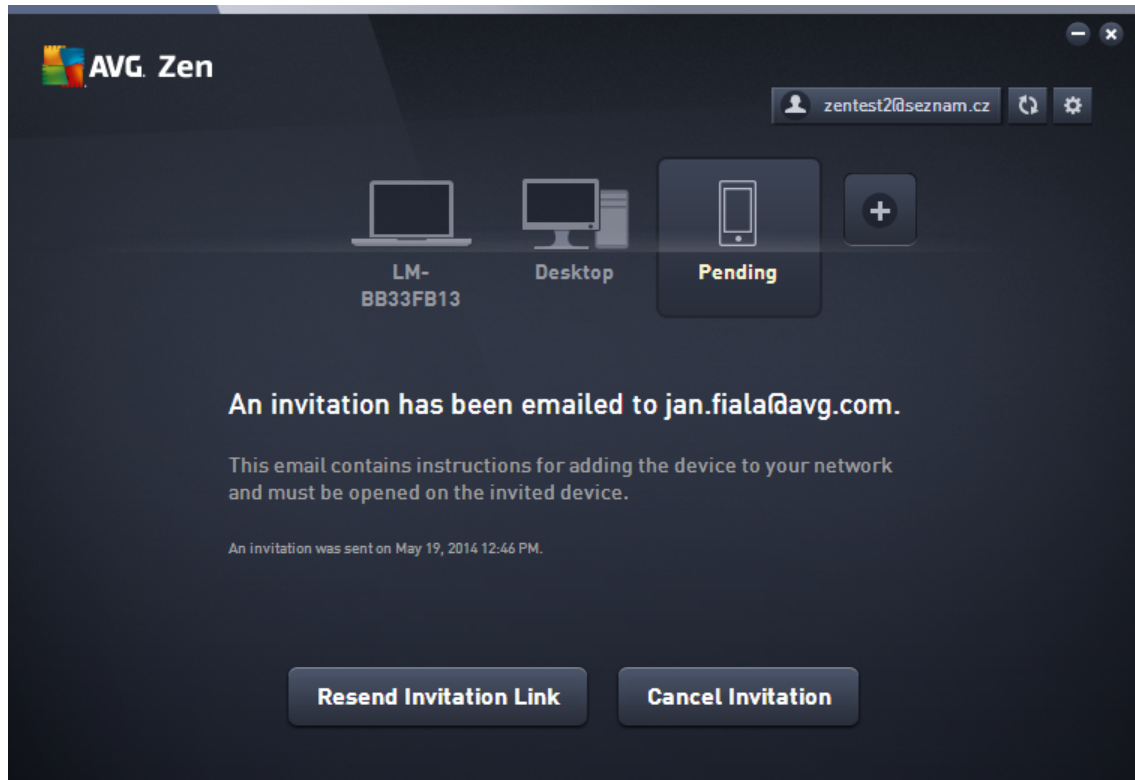 AVG. Zen
zentest2@seznam.cz
LM-
BB33FB13
Desktop
Pending
An invitation has been emailed to jan.fiala@avg.com.
This email contains instructions for adding the device to your network
and must be opened on the invited device.
An invitation was sent on May 19, 2014 12:46 PM.
Resend Invitation Link
Cancel Invitation